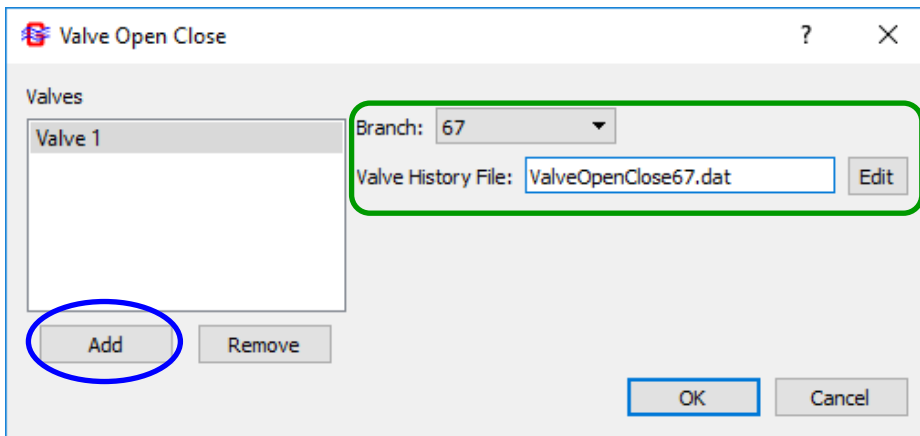 Valve Open Close ?
Valves
Valve 1
Branch: 67
Valve History File: ValveOpenClose67.dat Edit
Add Remove
OK Cancel